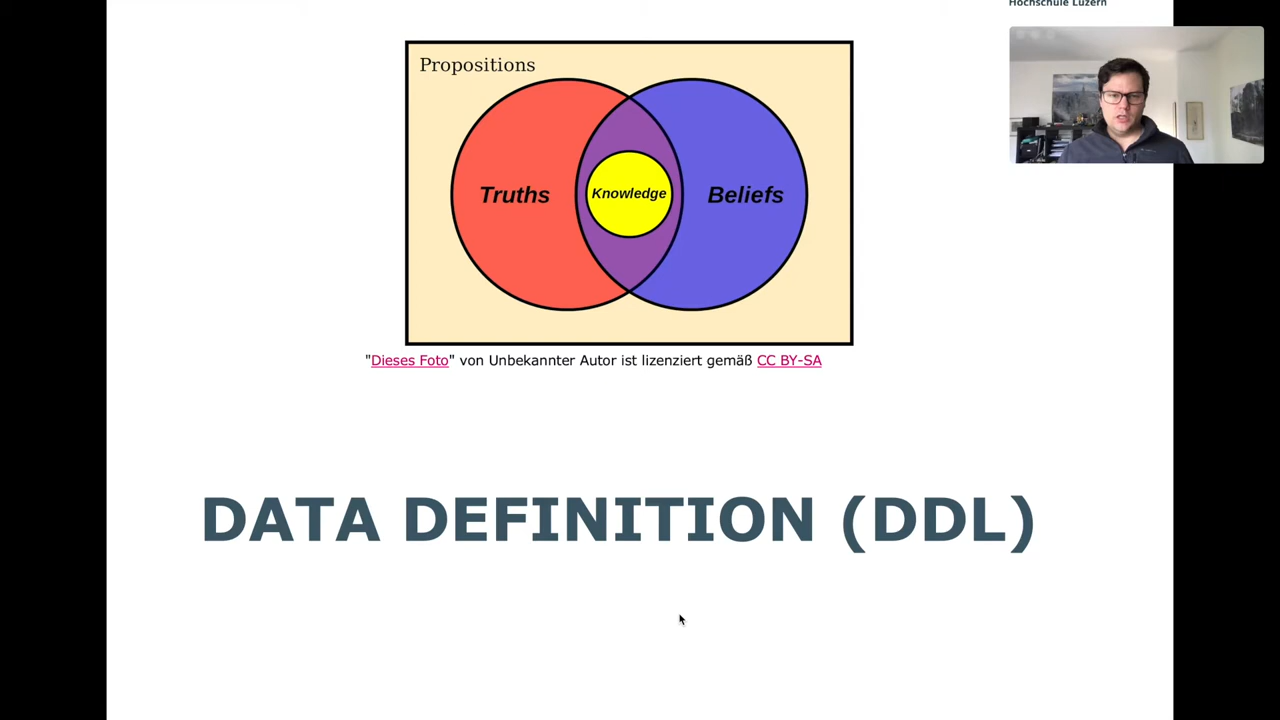 Hochschule Luzern
Propositions
Truths
Knowledge
Beliefs
"Dieses Foto" von Unbekannter Autor ist lizenziert gemäß CC BY-SA
DATA DEFINITION (DDL)